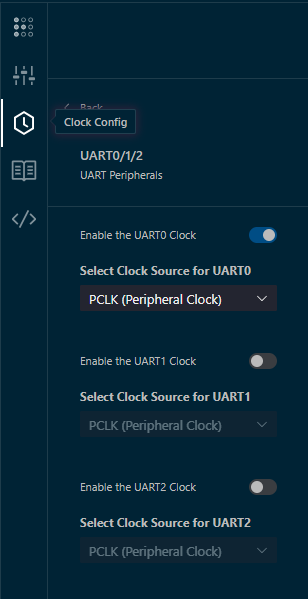 Back
Clock Config
UART0/1/2
UART Peripherals
Enable the UART0 Clock
Select Clock Source for UART0
PCLK (Peripheral Clock)
Enable the UART1 Clock
Select Clock Source for UART1
PCLK (Peripheral Clock)
Enable the UART2 Clock
Select Clock Source for UART2
PCLK (Peripheral Clock)